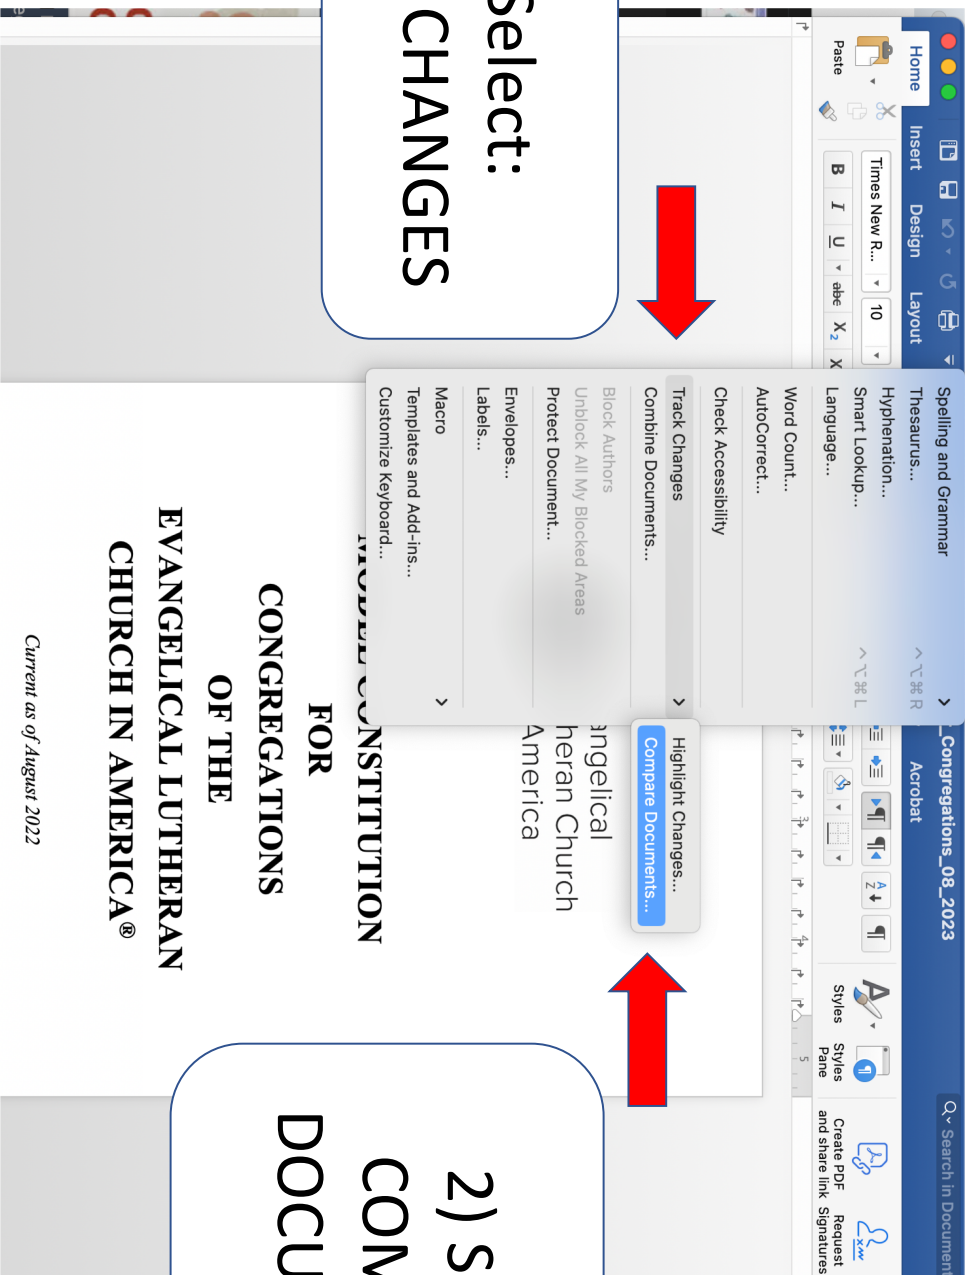 _Congregations_08_2023
Search in Document
Home
Insert
Design
Layout
Acrobat
Paste
Times New R...
10
B
I
U
abc
X2
X
A
Z
Styles
Styles
Pane
Create PDF
and share link
Request
Signatures
3
4
5
Spelling and Grammar
Thesaurus... ^⌥⌘R
Hyphenation...
Smart Lookup... ^⌥⌘L
Language...
Word Count...
AutoCorrect...
Check Accessibility
Track Changes
Combine Documents...
Block Authors
Unblock All My Blocked Areas
Protect Document...
Envelopes...
Labels...
Macro
Templates and Add-ins...
Customize Keyboard...
Highlight Changes...
Compare Documents...
Select:
CHANGES
2) S
COM
DOCU
angelical
heran Church
America
MODEL CONSTITUTION
FOR
CONGREGATIONS
OF THE
EVANGELICAL LUTHERAN
CHURCH IN AMERICA®
Current as of August 2022